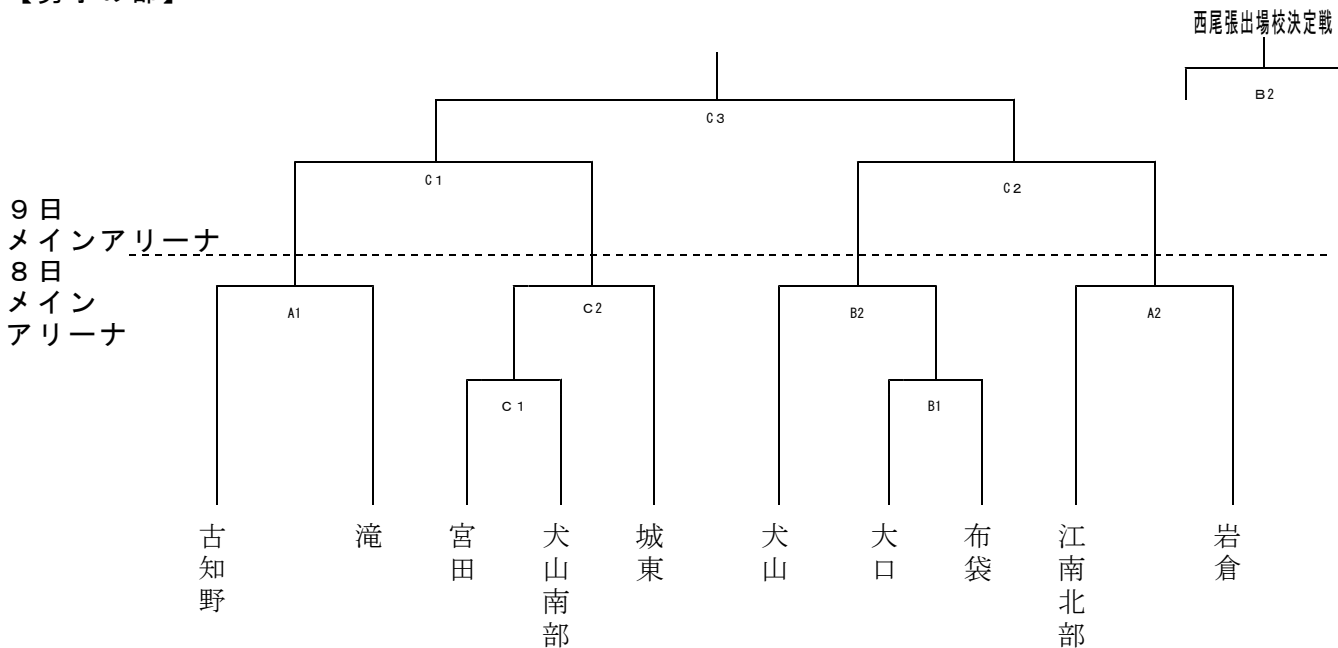 西尾張出場校決定戦
B2
C3
C1
C2
9日
メインアリーナ
8日
メイン
アリーナ
A1
C2
B2
A2
C1
B1
古知野
滝
宮田
犬山南部
城東
犬山
大口
布袋
江南北部
岩倉